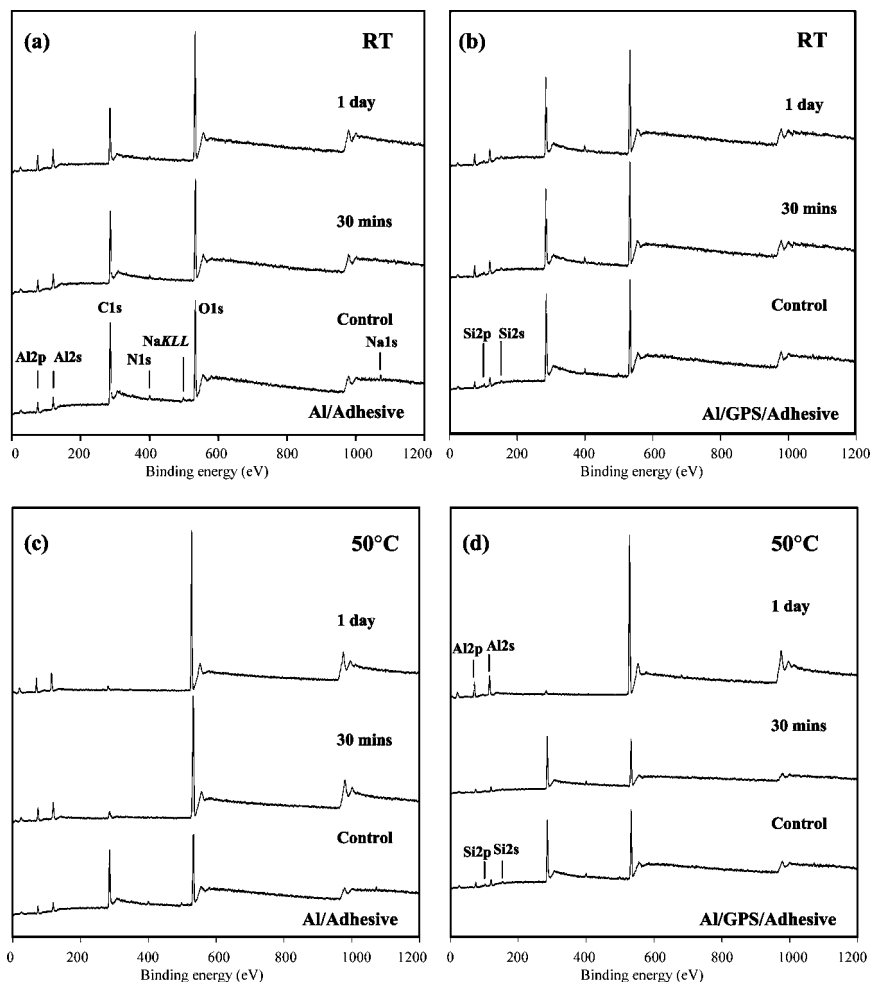 (a) RT
1 day
30 mins
Control
C1s
O1s
Al2p
Al2s
N1s
NaKLL
Na1s
Al/Adhesive
0 200 400 600 800 1000 1200
Binding energy (eV)
(b) RT
1 day
30 mins
Control
Si2p Si2s
Al/GPS/Adhesive
0 200 400 600 800 1000 1200
Binding energy (eV)
(c) 50°C
1 day
30 mins
Control
Al/Adhesive
0 200 400 600 800 1000 1200
Binding energy (eV)
(d) 50°C
1 day
Al2p Al2s
30 mins
Control
Si2p Si2s
Al/GPS/Adhesive
0 200 400 600 800 1000 1200
Binding energy (eV)